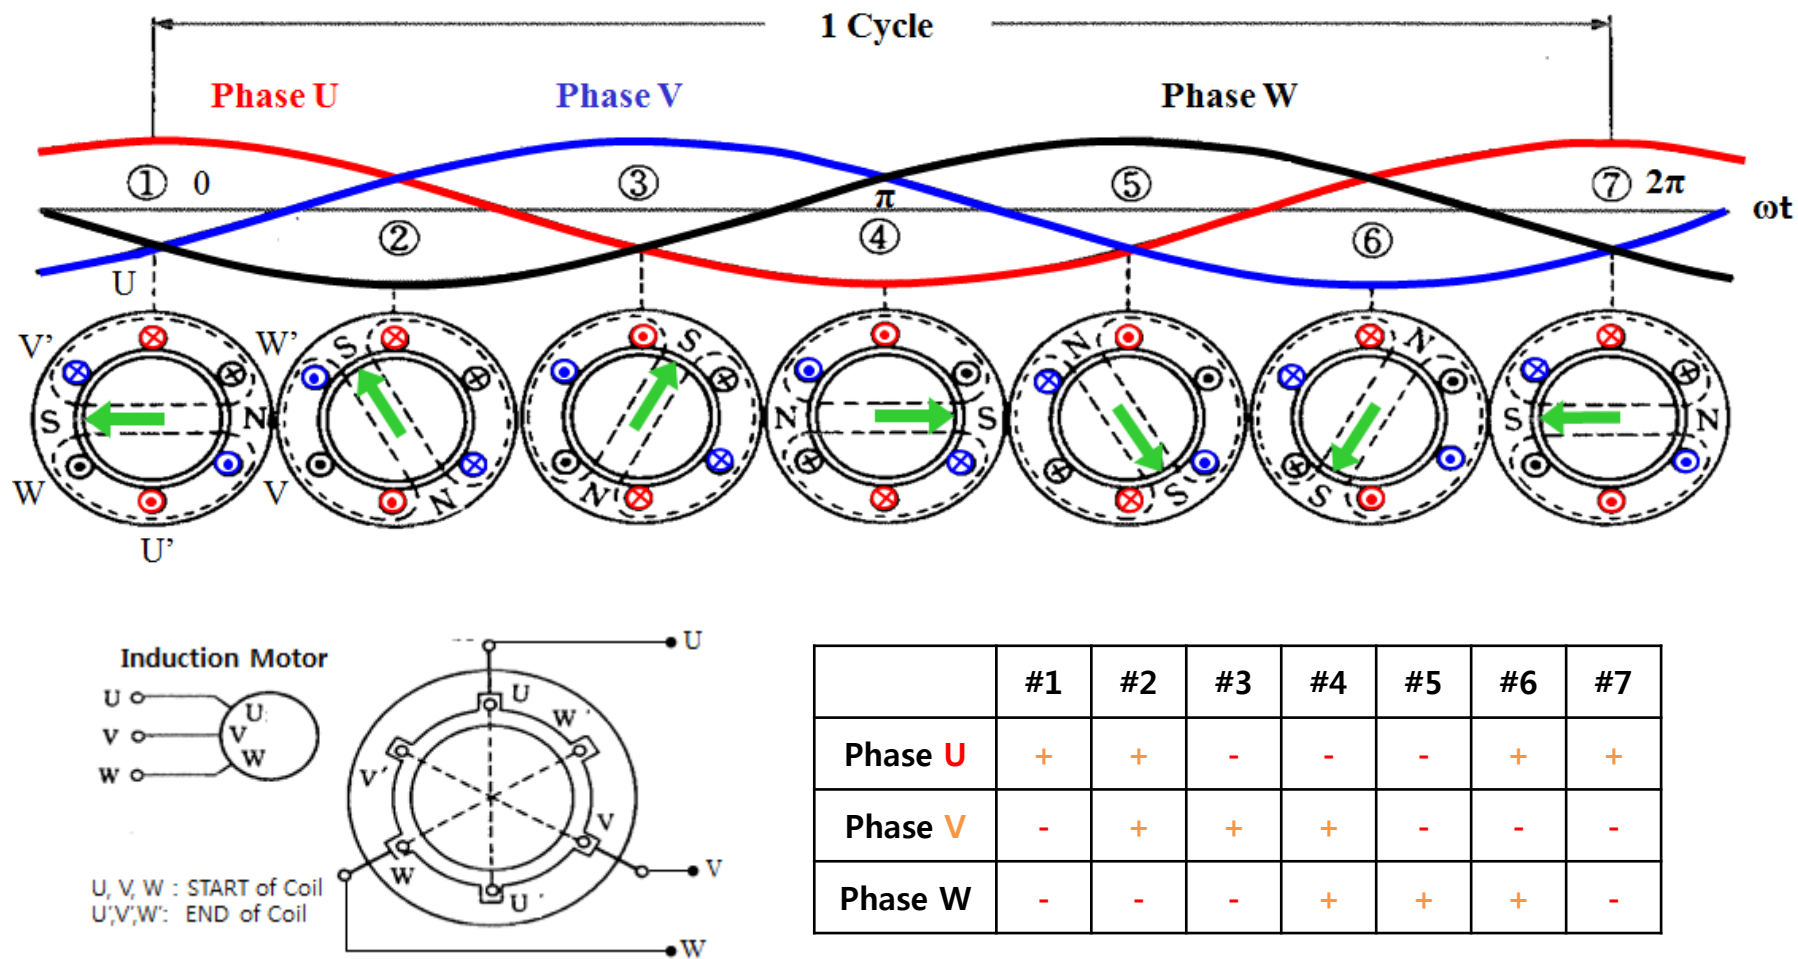 1 Cycle
Phase U Phase V Phase W
① 0 ③ ⑤ ⑦ 2π
π
ωt
② ④ ⑥
U
V' W' S S N N
S N N S S N
W V N N S S
U'
U
Induction Motor
U
U W'
U
V V
W W
V'
V
V
W
U, V, W : START of Coil
U',V',W': END of Coil
U'
W
#1 #2 #3 #4 #5 #6 #7
Phase U + + - - - + +
Phase V - + + + - - -
Phase W - - - + + + -